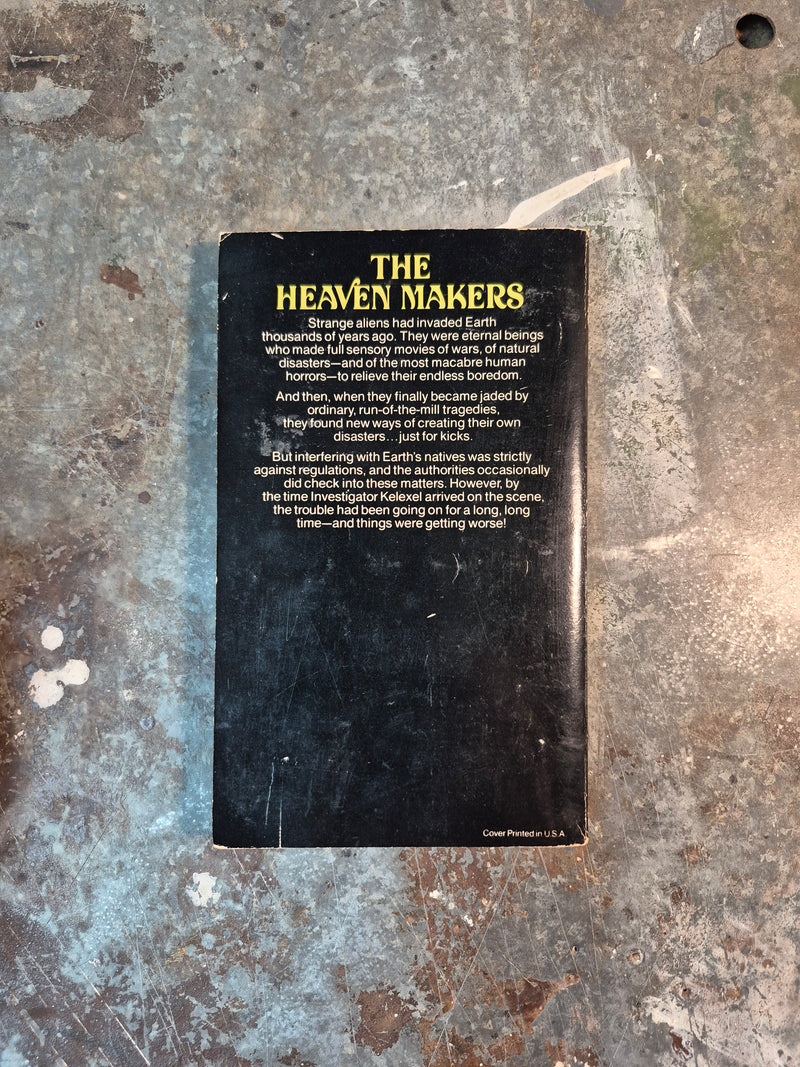 THE
HEAVEN MAKERS
Strange aliens had invaded Earth
thousands of years ago. They were eternal beings
who made full sensory movies of wars, of natural
disasters—and of the most macabre human
horrors—to relieve their endless boredom.
And then, when they finally became jaded by
ordinary, run-of-the-mill tragedies,
they found new ways of creating their own
disasters...just for kicks.
But interfering with Earth's natives was strictly
against regulations, and the authorities occasionally
did check into these matters. However, by
the time Investigator Kelexel arrived on the scene,
the trouble had been going on for a long, long
time—and things were getting worse!
Cover Printed in U.S.A